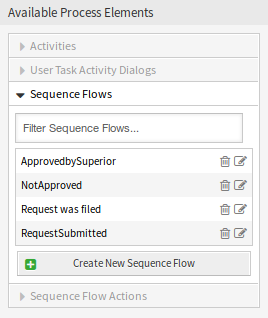 Available Process Elements
Activities
User Task Activity Dialogs
Sequence Flows
Filter Sequence Flows...
ApprovedbySuperior
NotApproved
Request was filed
RequestSubmitted
Create New Sequence Flow
Sequence Flow Actions